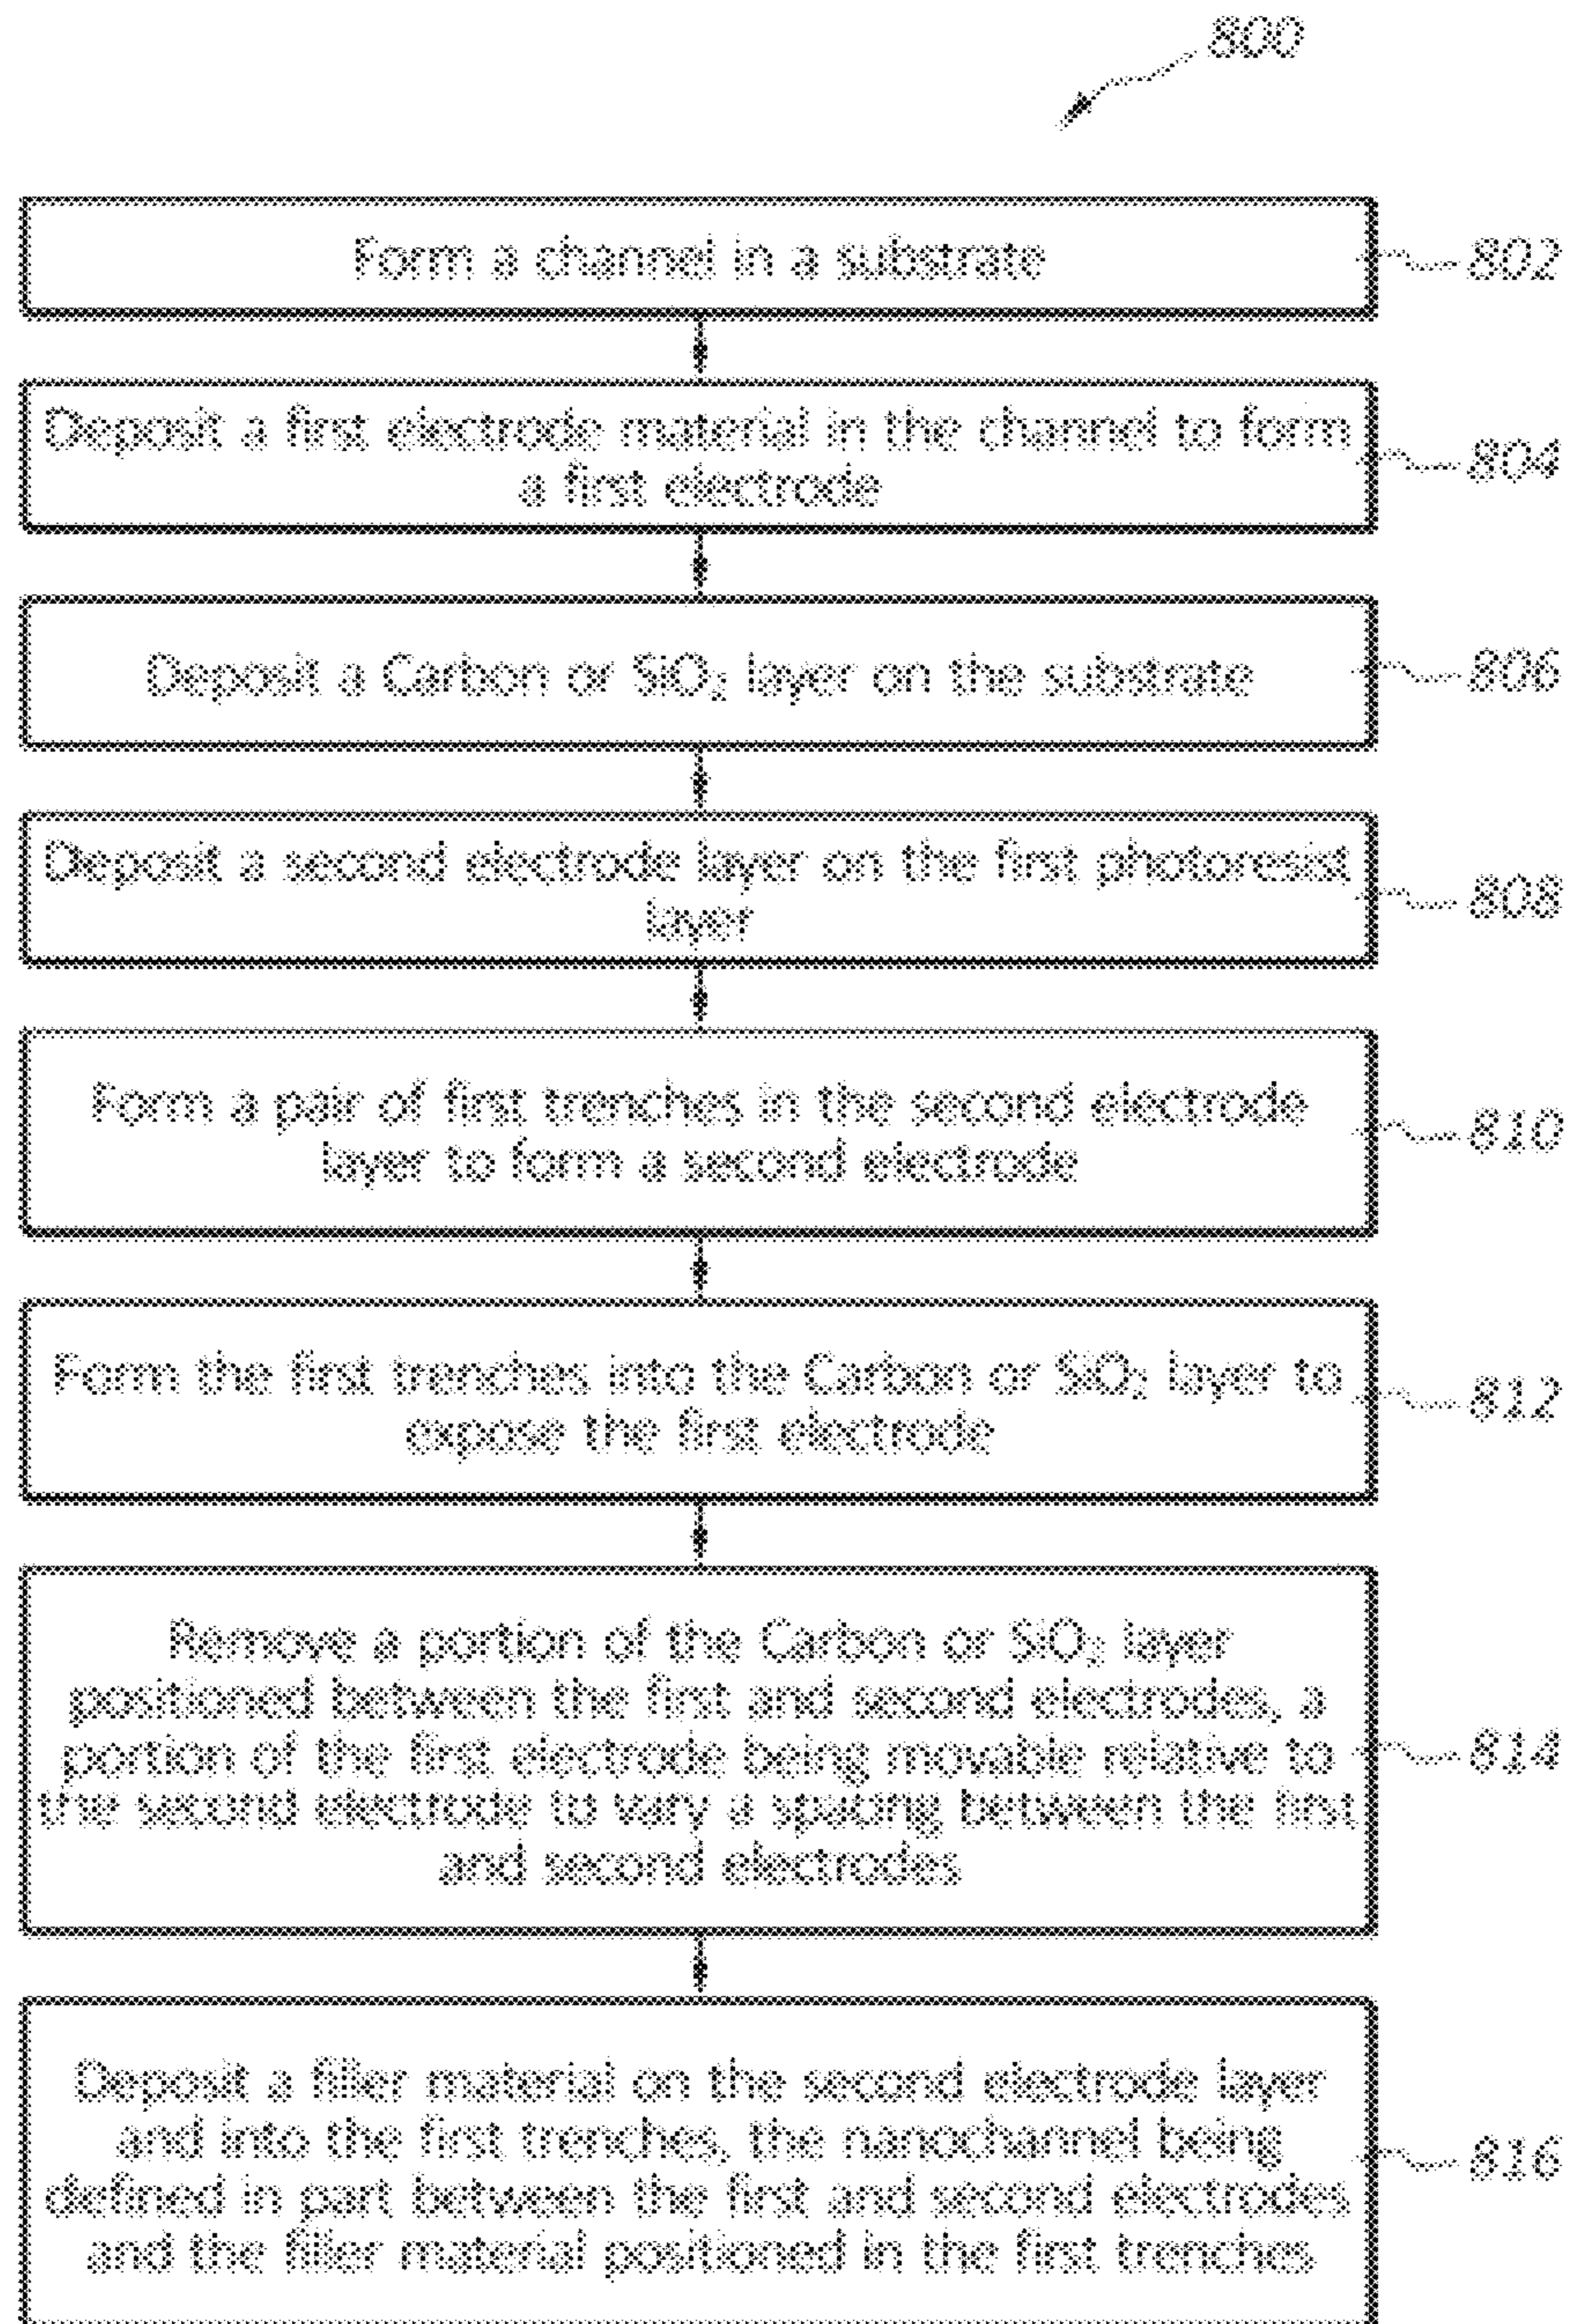 800
Form a channel in a substrate
802
Deposit a first electrode material in the channel to form
a first electrode
804
Deposit a Carbon or SiO₂ layer on the substrate
806
Deposit a second electrode layer on the first photoresist
layer
808
Form a pair of first trenches in the second electrode
layer to form a second electrode
810
Form the first trenches into the Carbon or SiO₂ layer to
expose the first electrode
812
Remove a portion of the Carbon or SiO₂ layer
positioned between the first and second electrodes, a
portion of the first electrode being movable relative to
the second electrode to vary a spacing between the first
and second electrodes
814
Deposit a filler material on the second electrode layer
and into the first trenches, the nanochannel being
defined in part between the first and second electrodes
and the filler material positioned in the first trenches
816